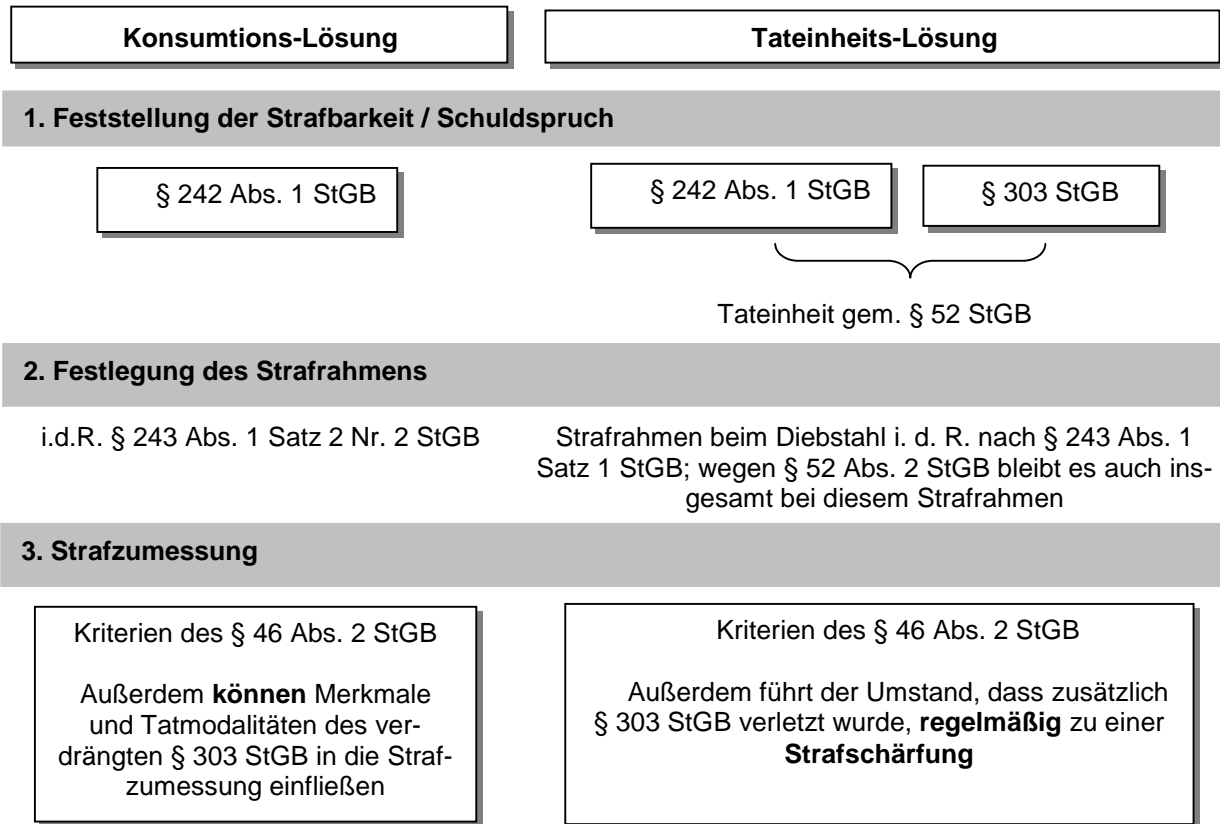 Konsumtions-Lösung
Tateinheits-Lösung
1. Feststellung der Strafbarkeit / Schuldspruch
§ 242 Abs. 1 StGB
§ 242 Abs. 1 StGB
§ 303 StGB
Tateinheit gem. § 52 StGB
2. Festlegung des Strafrahmens
i.d.R. § 243 Abs. 1 Satz 2 Nr. 2 StGB
Strafrahmen beim Diebstahl i. d. R. nach § 243 Abs. 1
Satz 1 StGB; wegen § 52 Abs. 2 StGB bleibt es auch ins-
gesamt bei diesem Strafrahmen
3. Strafzumessung
Kriterien des § 46 Abs. 2 StGB
Außerdem können Merkmale
und Tatmodalitäten des ver-
drängten § 303 StGB in die Straf-
zumessung einfließen
Kriterien des § 46 Abs. 2 StGB
Außerdem führt der Umstand, dass zusätzlich
§ 303 StGB verletzt wurde, regelmäßig zu einer
Strafschärfung